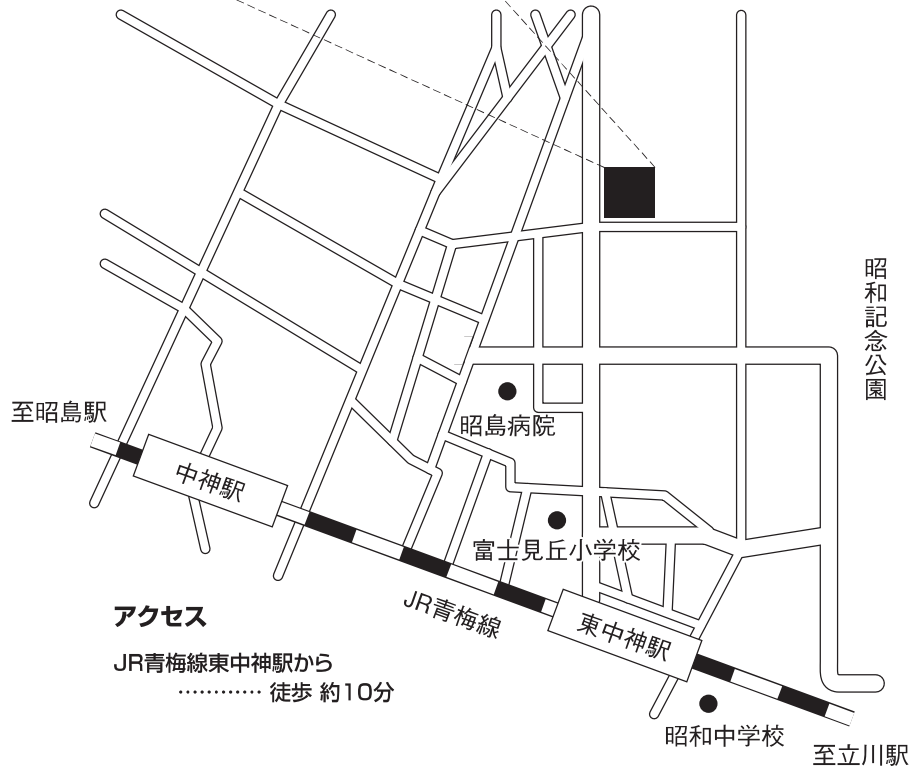 昭和記念公園
至昭島駅
昭島病院
中神駅
富士見丘小学校
JR青梅線
東中神駅
アクセス
JR青梅線東中神駅から
………… 徒歩 約10分
昭和中学校
至立川駅